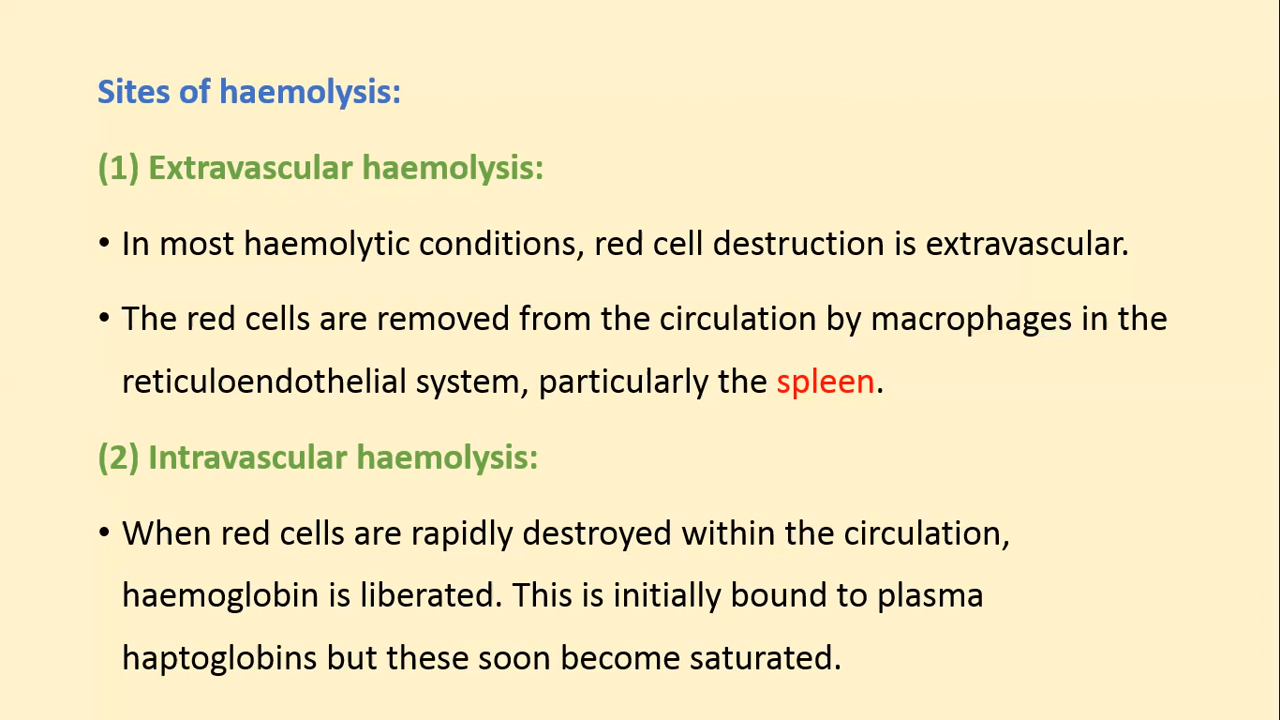 Sites of haemolysis:
(1) Extravascular haemolysis:
• In most haemolytic conditions, red cell destruction is extravascular.
• The red cells are removed from the circulation by macrophages in the
reticuloendothelial system, particularly the spleen.
(2) Intravascular haemolysis:
• When red cells are rapidly destroyed within the circulation,
haemoglobin is liberated. This is initially bound to plasma
haptoglobins but these soon become saturated.